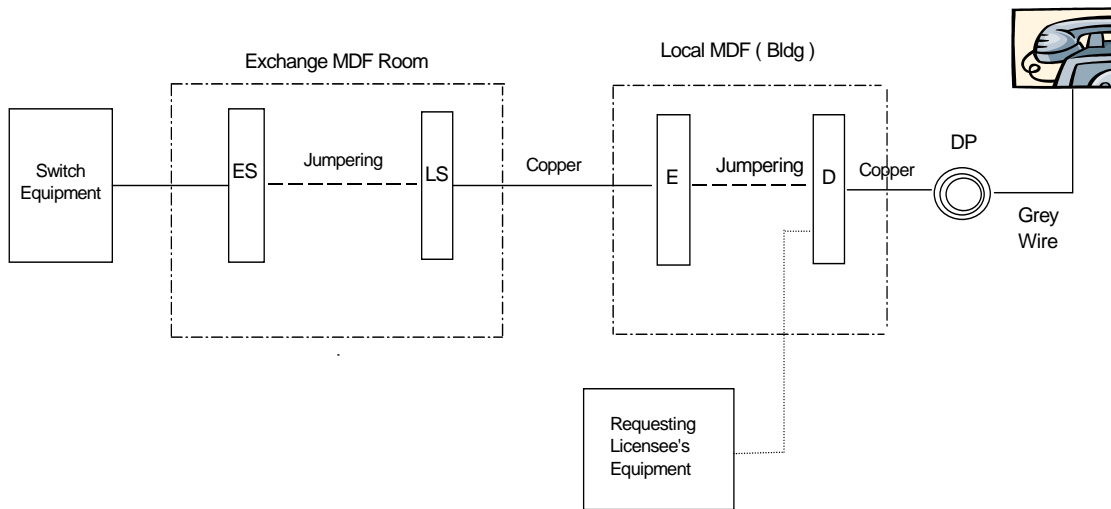 Exchange MDF Room
Local MDF ( Bldg )
Switch
Equipment
ES
Jumpering
LS
Copper
E
Jumpering
D
Copper
DP
Grey
Wire
Requesting
Licensee's
Equipment